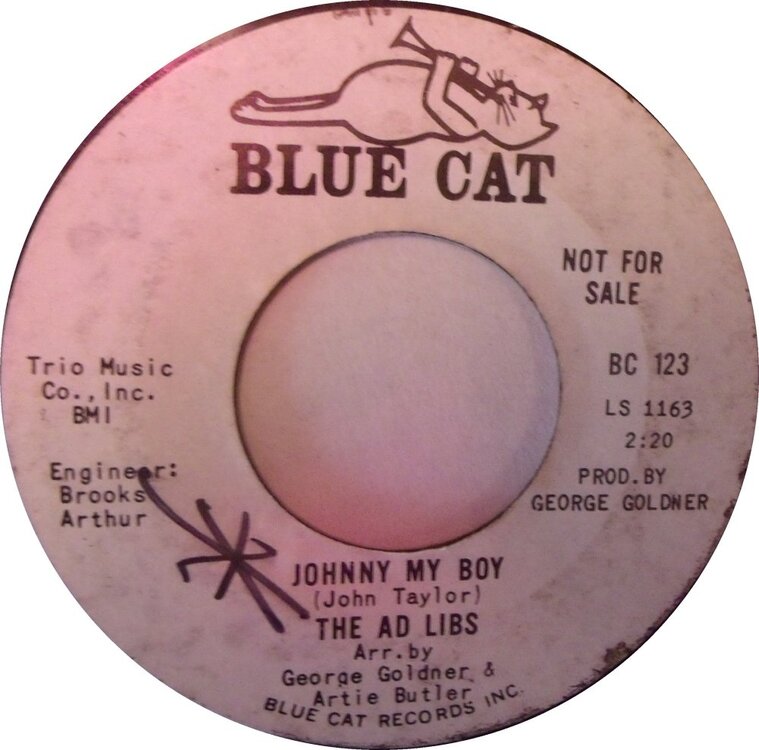 BLUE CAT
NOT FOR
SALE
Trio Music
Co., Inc.
BMI
BC 123
LS 1163
2:20
Engineer:
Brooks
Arthur
PROD. BY
GEORGE GOLDNER
JOHNNY MY BOY
(John Taylor)
THE AD LIBS
Arr. by
George Goldner &
Artie Butler
BLUE CAT RECORDS INC.